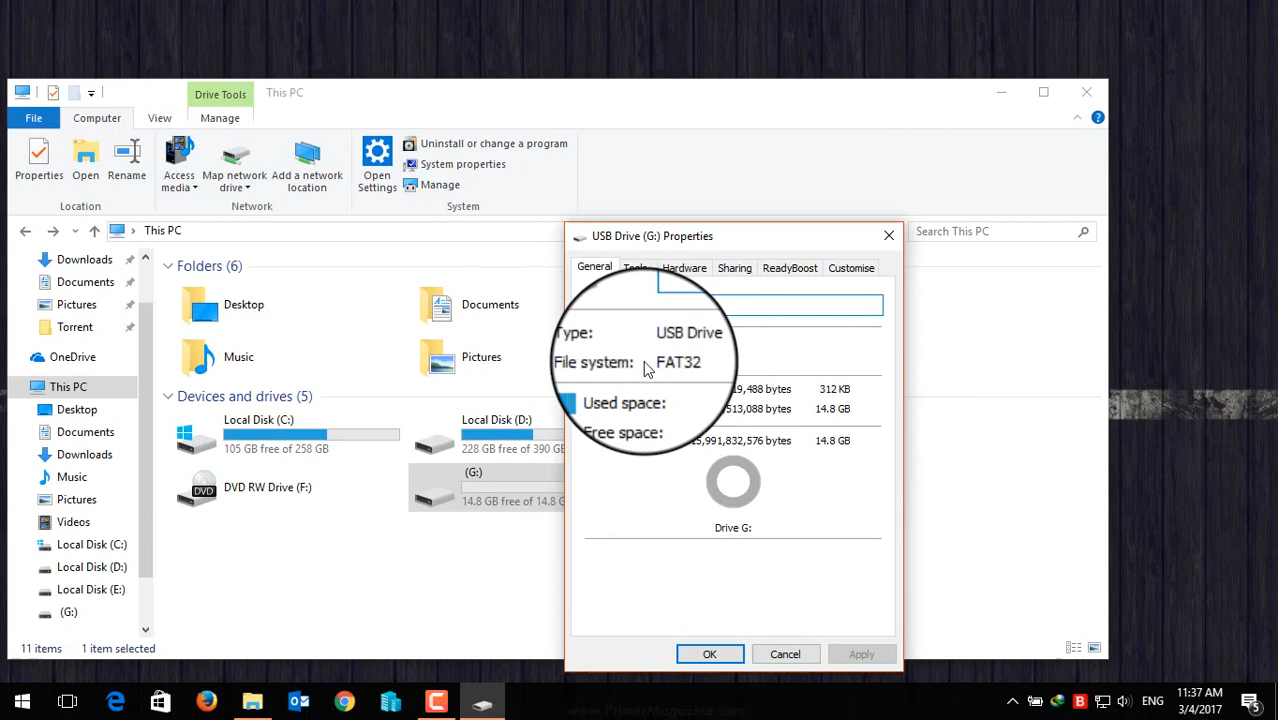 Drive Tools
This PC
File
Computer
View
Manage
Properties
Open
Rename
Access media
Map network drive
Add a network location
Open Settings
Uninstall or change a program
System properties
Manage
Location
Network
System
This PC
Search This PC
Downloads
Documents
Pictures
Torrent
OneDrive
This PC
Desktop
Documents
Downloads
Music
Pictures
Videos
Local Disk (C:)
Local Disk (D:)
Local Disk (E:)
(G:)
Folders (6)
Desktop
Documents
Music
Pictures
Devices and drives (5)
Local Disk (C:)
105 GB free of 258 GB
Local Disk (D:)
228 GB free of 390 GB
DVD
DVD RW Drive (F:)
(G:)
14.8 GB free of 14.8 G
11 items
1 item selected
USB Drive (G:) Properties
General
Tools
Hardware
Sharing
ReadyBoost
Customise
Type: USB Drive
File system: FAT32
Used space:
Free space:
19,488 bytes 312 KB
513,088 bytes 14.8 GB
5,991,832,576 bytes 14.8 GB
Drive G:
OK
Cancel
Apply
www.PrimerMagazine.com
ENG
11:37 AM
3/4/2017
5